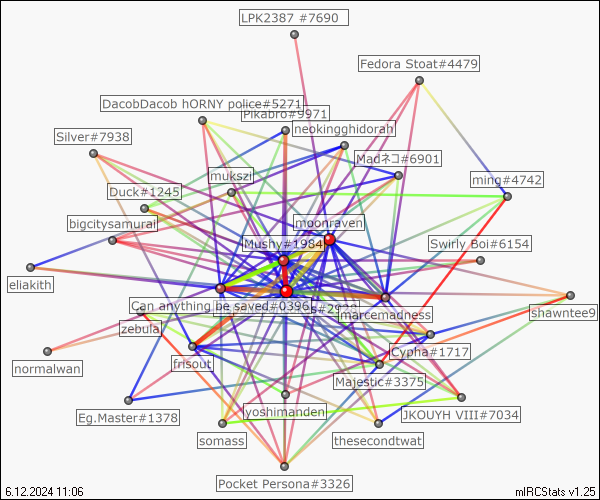 LPK2387 #7690
Fedora Stoat#4479
DacobDacob hORNY police#5271
Pikabro#9971
neokingghidorah
Silver#7938
Madネコ#6901
mukszi
ming#4742
Duck#1245
bigcitysamurai
moonraven
Mushy#1984
Swirly Boi#6154
eliakith
Can anything be saved#0396
marcemadness
shawntee9
zebula
Cypha#1717
frisout
normalwan
Majestic#3375
Eg.Master#1378
yoshimanden
JKOUYH VIII#7034
somass
thesecondtwat
Pocket Persona#3326
6.12.2024 11:06
mIRCStats v1.25